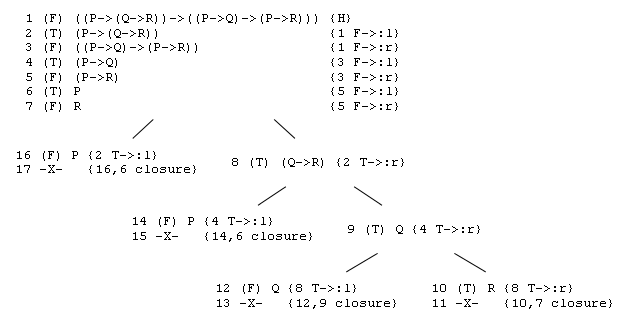 1 (F) ((P->(Q->R))->((P->Q)->(P->R))) {H}
2 (T) (P->(Q->R)) {1 F->:l}
3 (F) ((P->Q)->(P->R)) {1 F->:r}
4 (T) (P->Q) {3 F->:l}
5 (F) (P->R) {3 F->:r}
6 (T) P {5 F->:l}
7 (F) R {5 F->:r}
16 (F) P {2 T->:l}
17 -X- {16,6 closure}
8 (T) (Q->R) {2 T->:r}
14 (F) P {4 T->:l}
15 -X- {14,6 closure}
9 (T) Q {4 T->:r}
12 (F) Q {8 T->:l}
13 -X- {12,9 closure}
10 (T) R {8 T->:r}
11 -X- {10,7 closure}